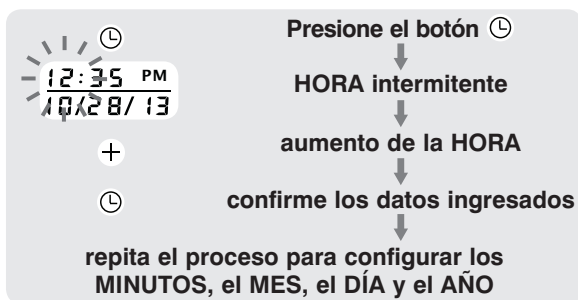 Presione el botón
12:35 PM
10/28/13
HORA intermitente
aumento de la HORA
+
confirme los datos ingresados
repita el proceso para configurar los
MINUTOS, el MES, el DÍA y el AÑO